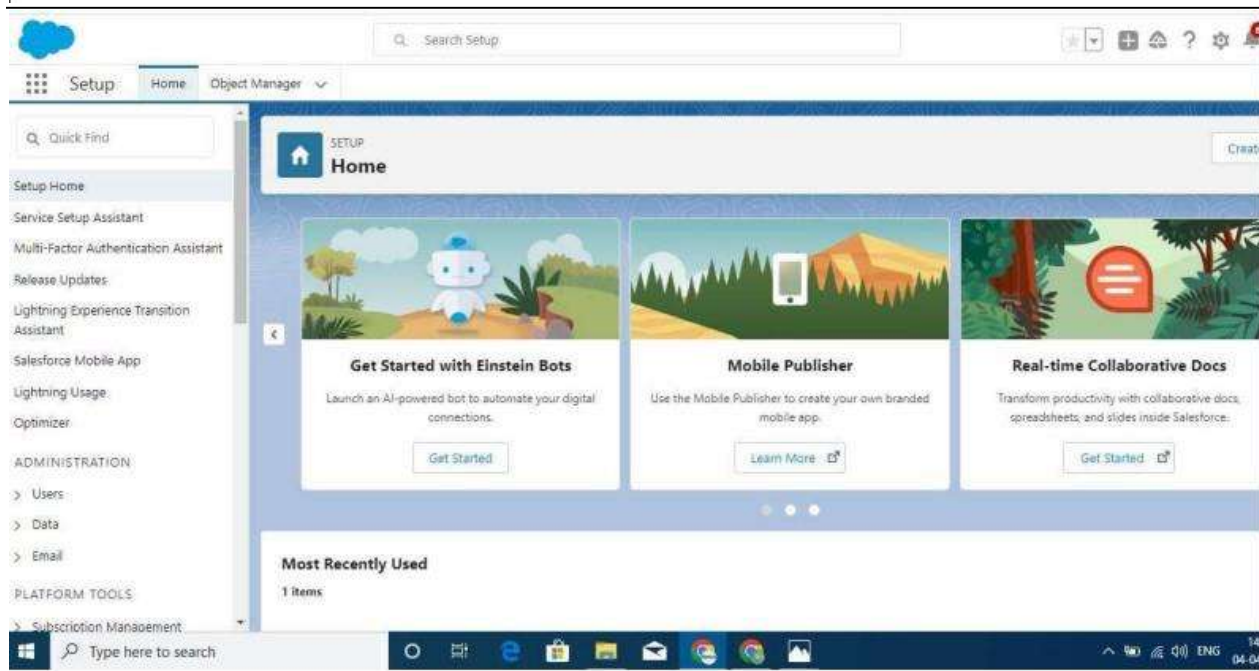 Search Setup
Setup
Home
Object Manager
Quick Find
Setup Home
Service Setup Assistant
Multi-Factor Authentication Assistant
Release Updates
Lightning Experience Transition
Assistant
Salesforce Mobile App
Lightning Usage
Optimizer
ADMINISTRATION
Users
Data
Email
PLATFORM TOOLS
Subscription Management
SETUP
Home
Get Started with Einstein Bots
Launch an AI-powered bot to automate your digital
connections.
Get Started
Mobile Publisher
Use the Mobile Publisher to create your own branded
mobile app.
Learn More
Real-time Collaborative Docs
Transform productivity with collaborative docs,
spreadsheets, and slides inside Salesforce.
Get Started
Most Recently Used
1 items
Type here to search
ENG